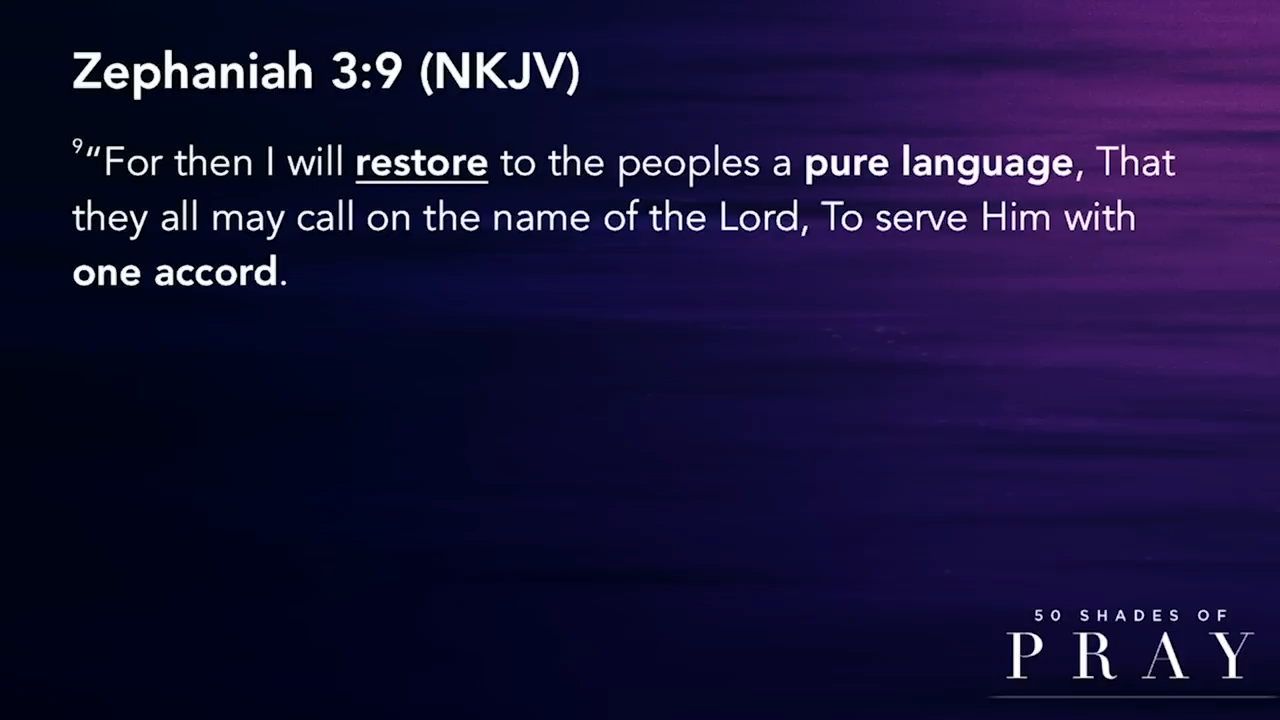 Zephaniah 3:9 (NKJV)
⁹“For then I will restore to the peoples a pure language, That
they all may call on the name of the Lord, To serve Him with
one accord.
50 SHADES OF
PRAY